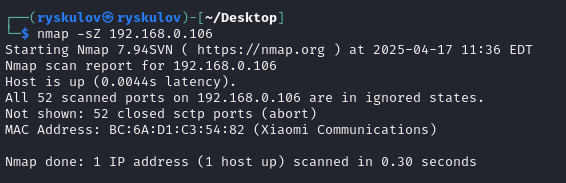 ┌──(ryskulov㉿ryskulov)-[~/Desktop]
└─$ nmap -sZ 192.168.0.106
Starting Nmap 7.94SVN ( https://nmap.org ) at 2025-04-17 11:36 EDT
Nmap scan report for 192.168.0.106
Host is up (0.0044s latency).
All 52 scanned ports on 192.168.0.106 are in ignored states.
Not shown: 52 closed sctp ports (abort)
MAC Address: BC:6A:D1:C3:54:82 (Xiaomi Communications)

Nmap done: 1 IP address (1 host up) scanned in 0.30 seconds